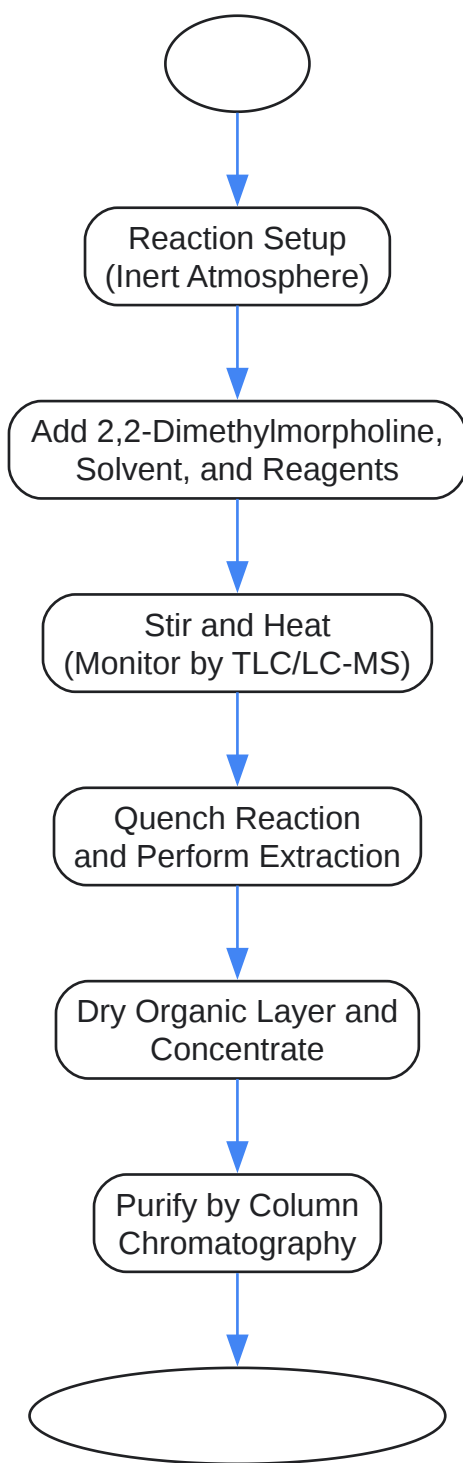 Reaction Setup
(Inert Atmosphere)
Add 2,2-Dimethylmorpholine,
Solvent, and Reagents
Stir and Heat
(Monitor by TLC/LC-MS)
Quench Reaction
and Perform Extraction
Dry Organic Layer and
Concentrate
Purify by Column
Chromatography